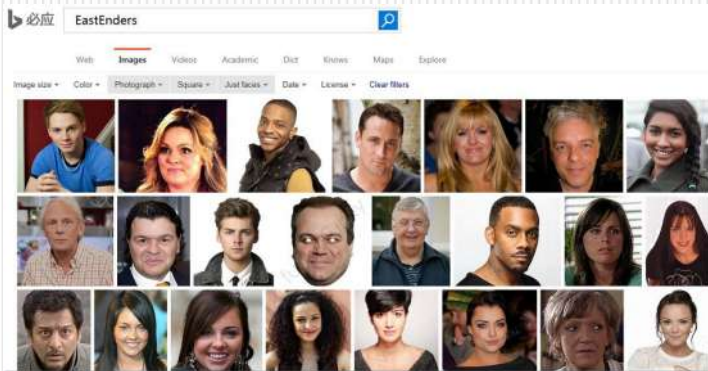 必应 EastEnders
Web Images Videos Academic Dict Knows Maps Explore
Image size Color Photograph Square Just faces Date License Clear filters